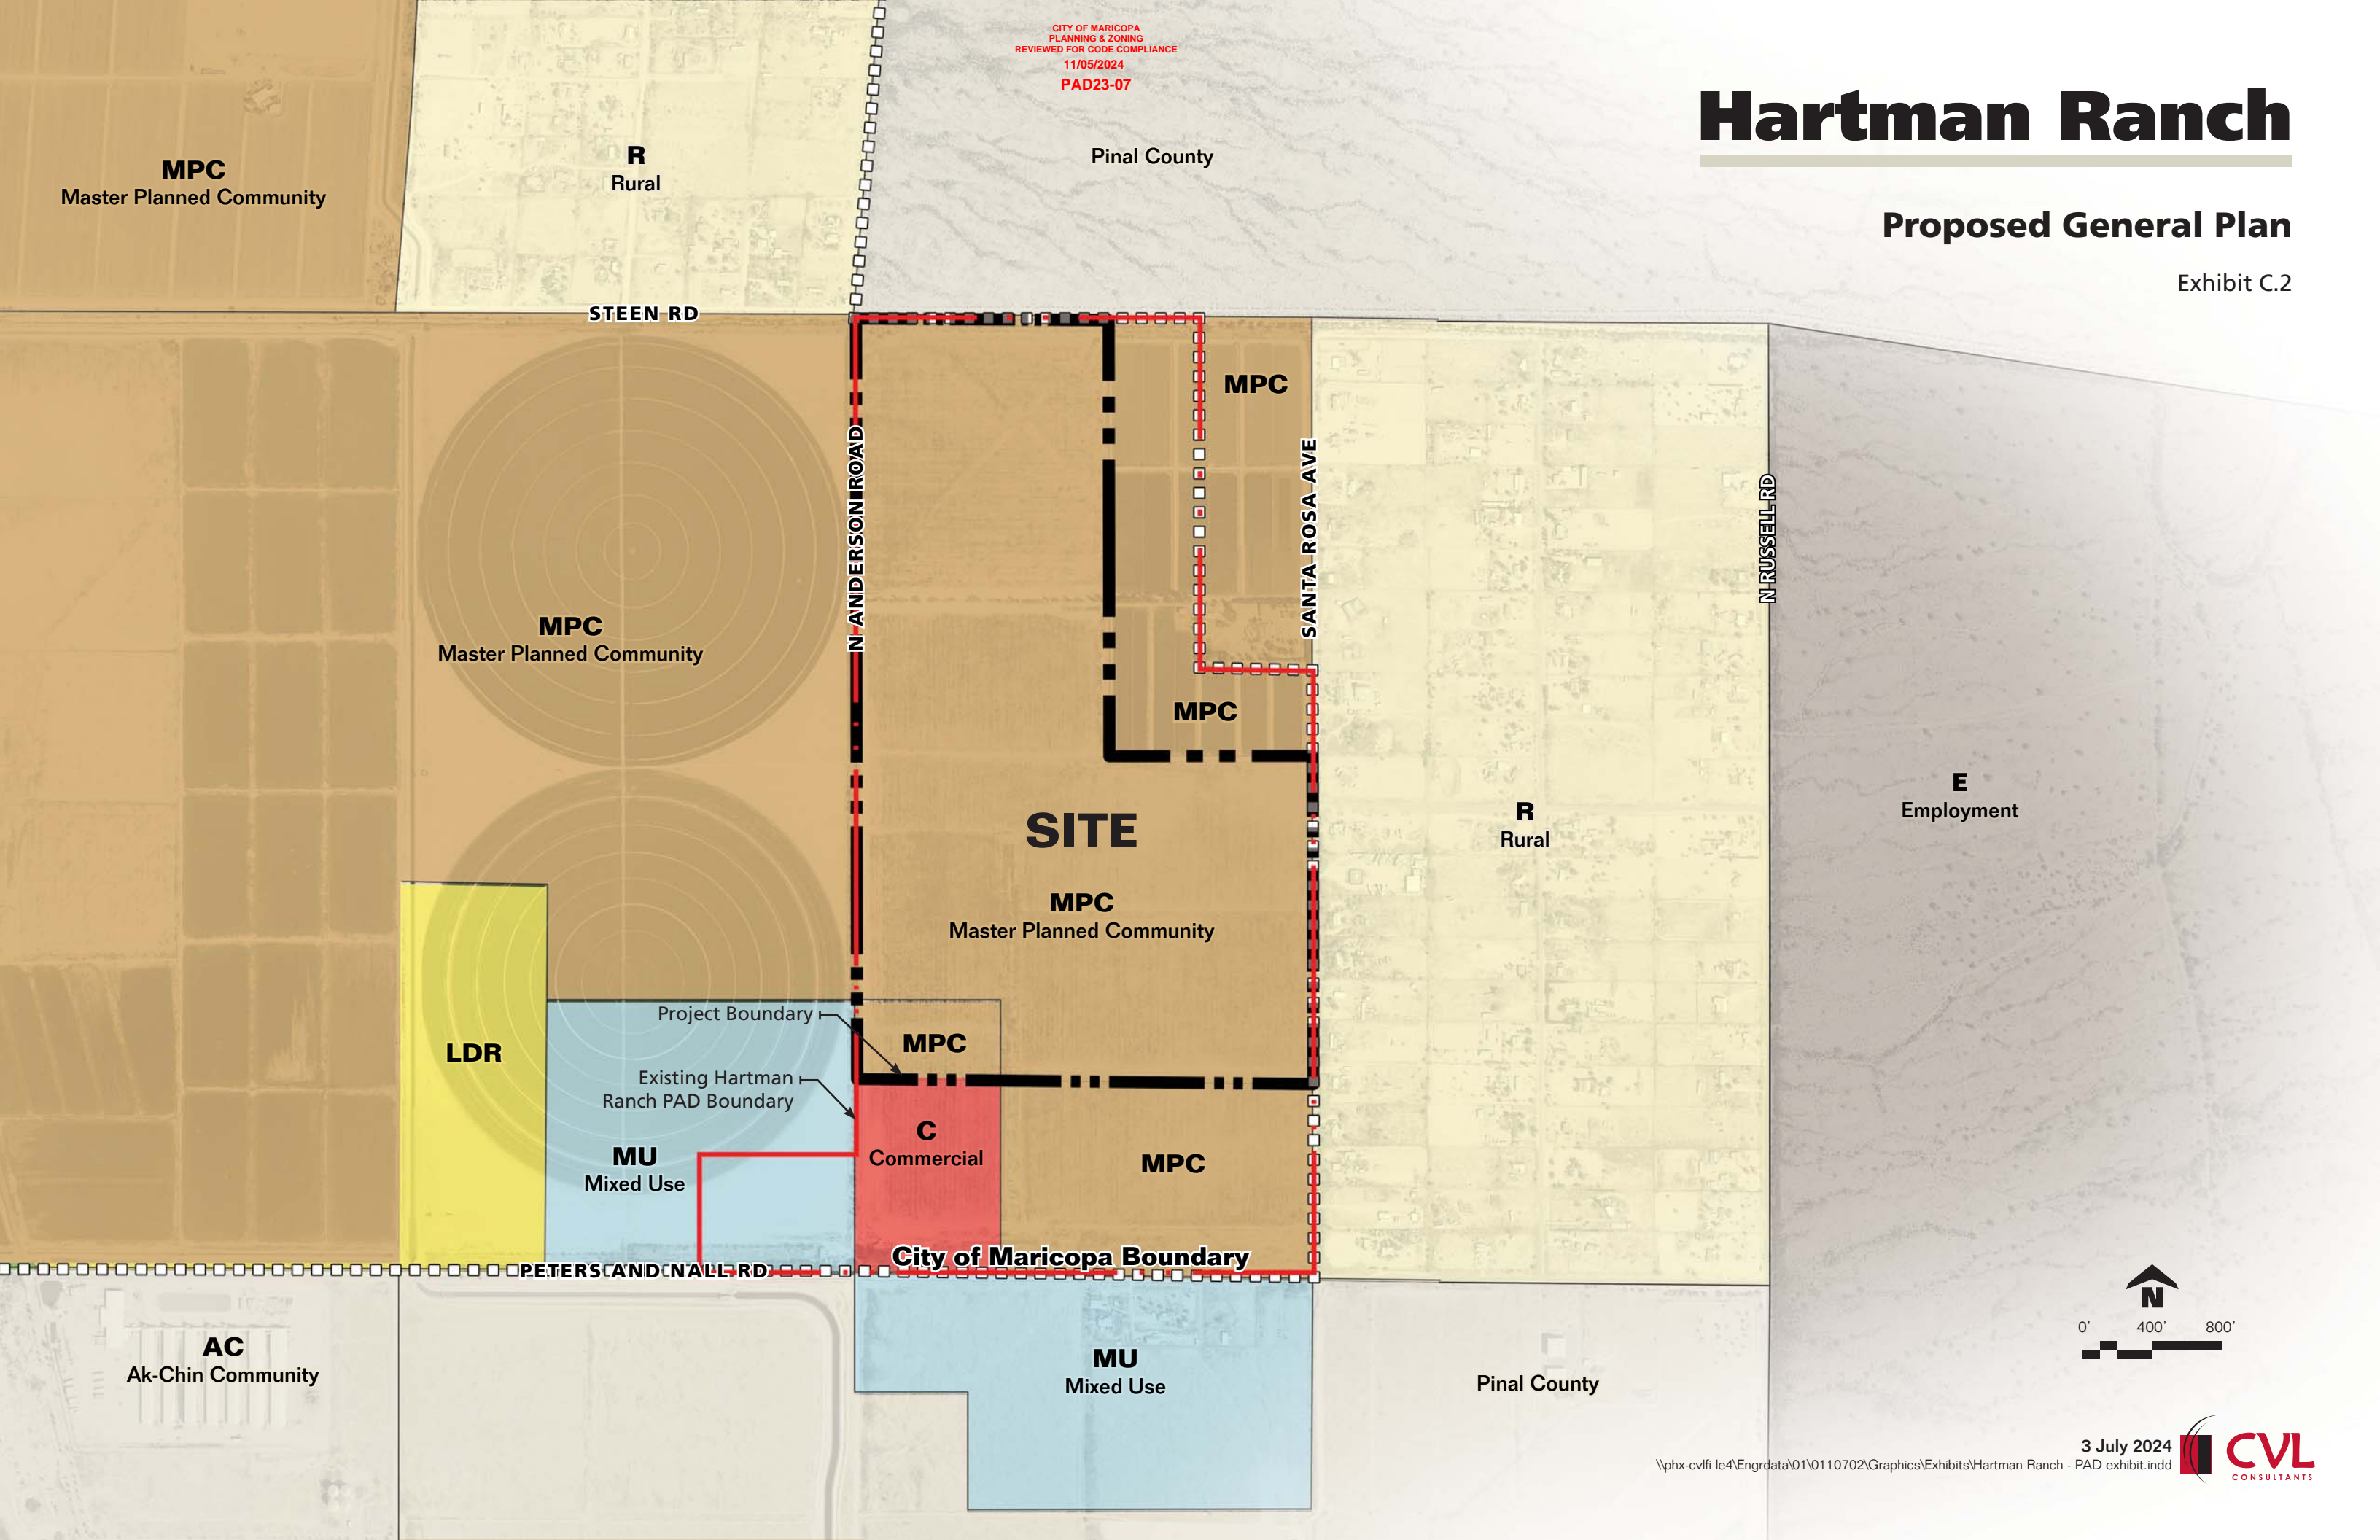 CITY OF MARICOPA
PLANNING & ZONING
REVIEWED FOR CODE COMPLIANCE
11/05/2024
PAD23-07
Hartman Ranch
Proposed General Plan
Exhibit C.2
MPC
Master Planned Community
R
Rural
Pinal County
STEEN RD
MPC
N ANDERSON ROAD
SANTA ROSA AVE
N RUSSELL RD
MPC
Master Planned Community
MPC
SITE
MPC
Master Planned Community
R
Rural
E
Employment
Project Boundary
MPC
LDR
Existing Hartman
Ranch PAD Boundary
C
Commercial
MU
Mixed Use
MPC
City of Maricopa Boundary
PETERS AND NALL RD
AC
Ak-Chin Community
MU
Mixed Use
Pinal County
N
0' 400' 800'
3 July 2024
\\phx-cvlfi le4\Engrdata\01\0110702\Graphics\Exhibits\Hartman Ranch - PAD exhibit.indd
CVL
CONSULTANTS